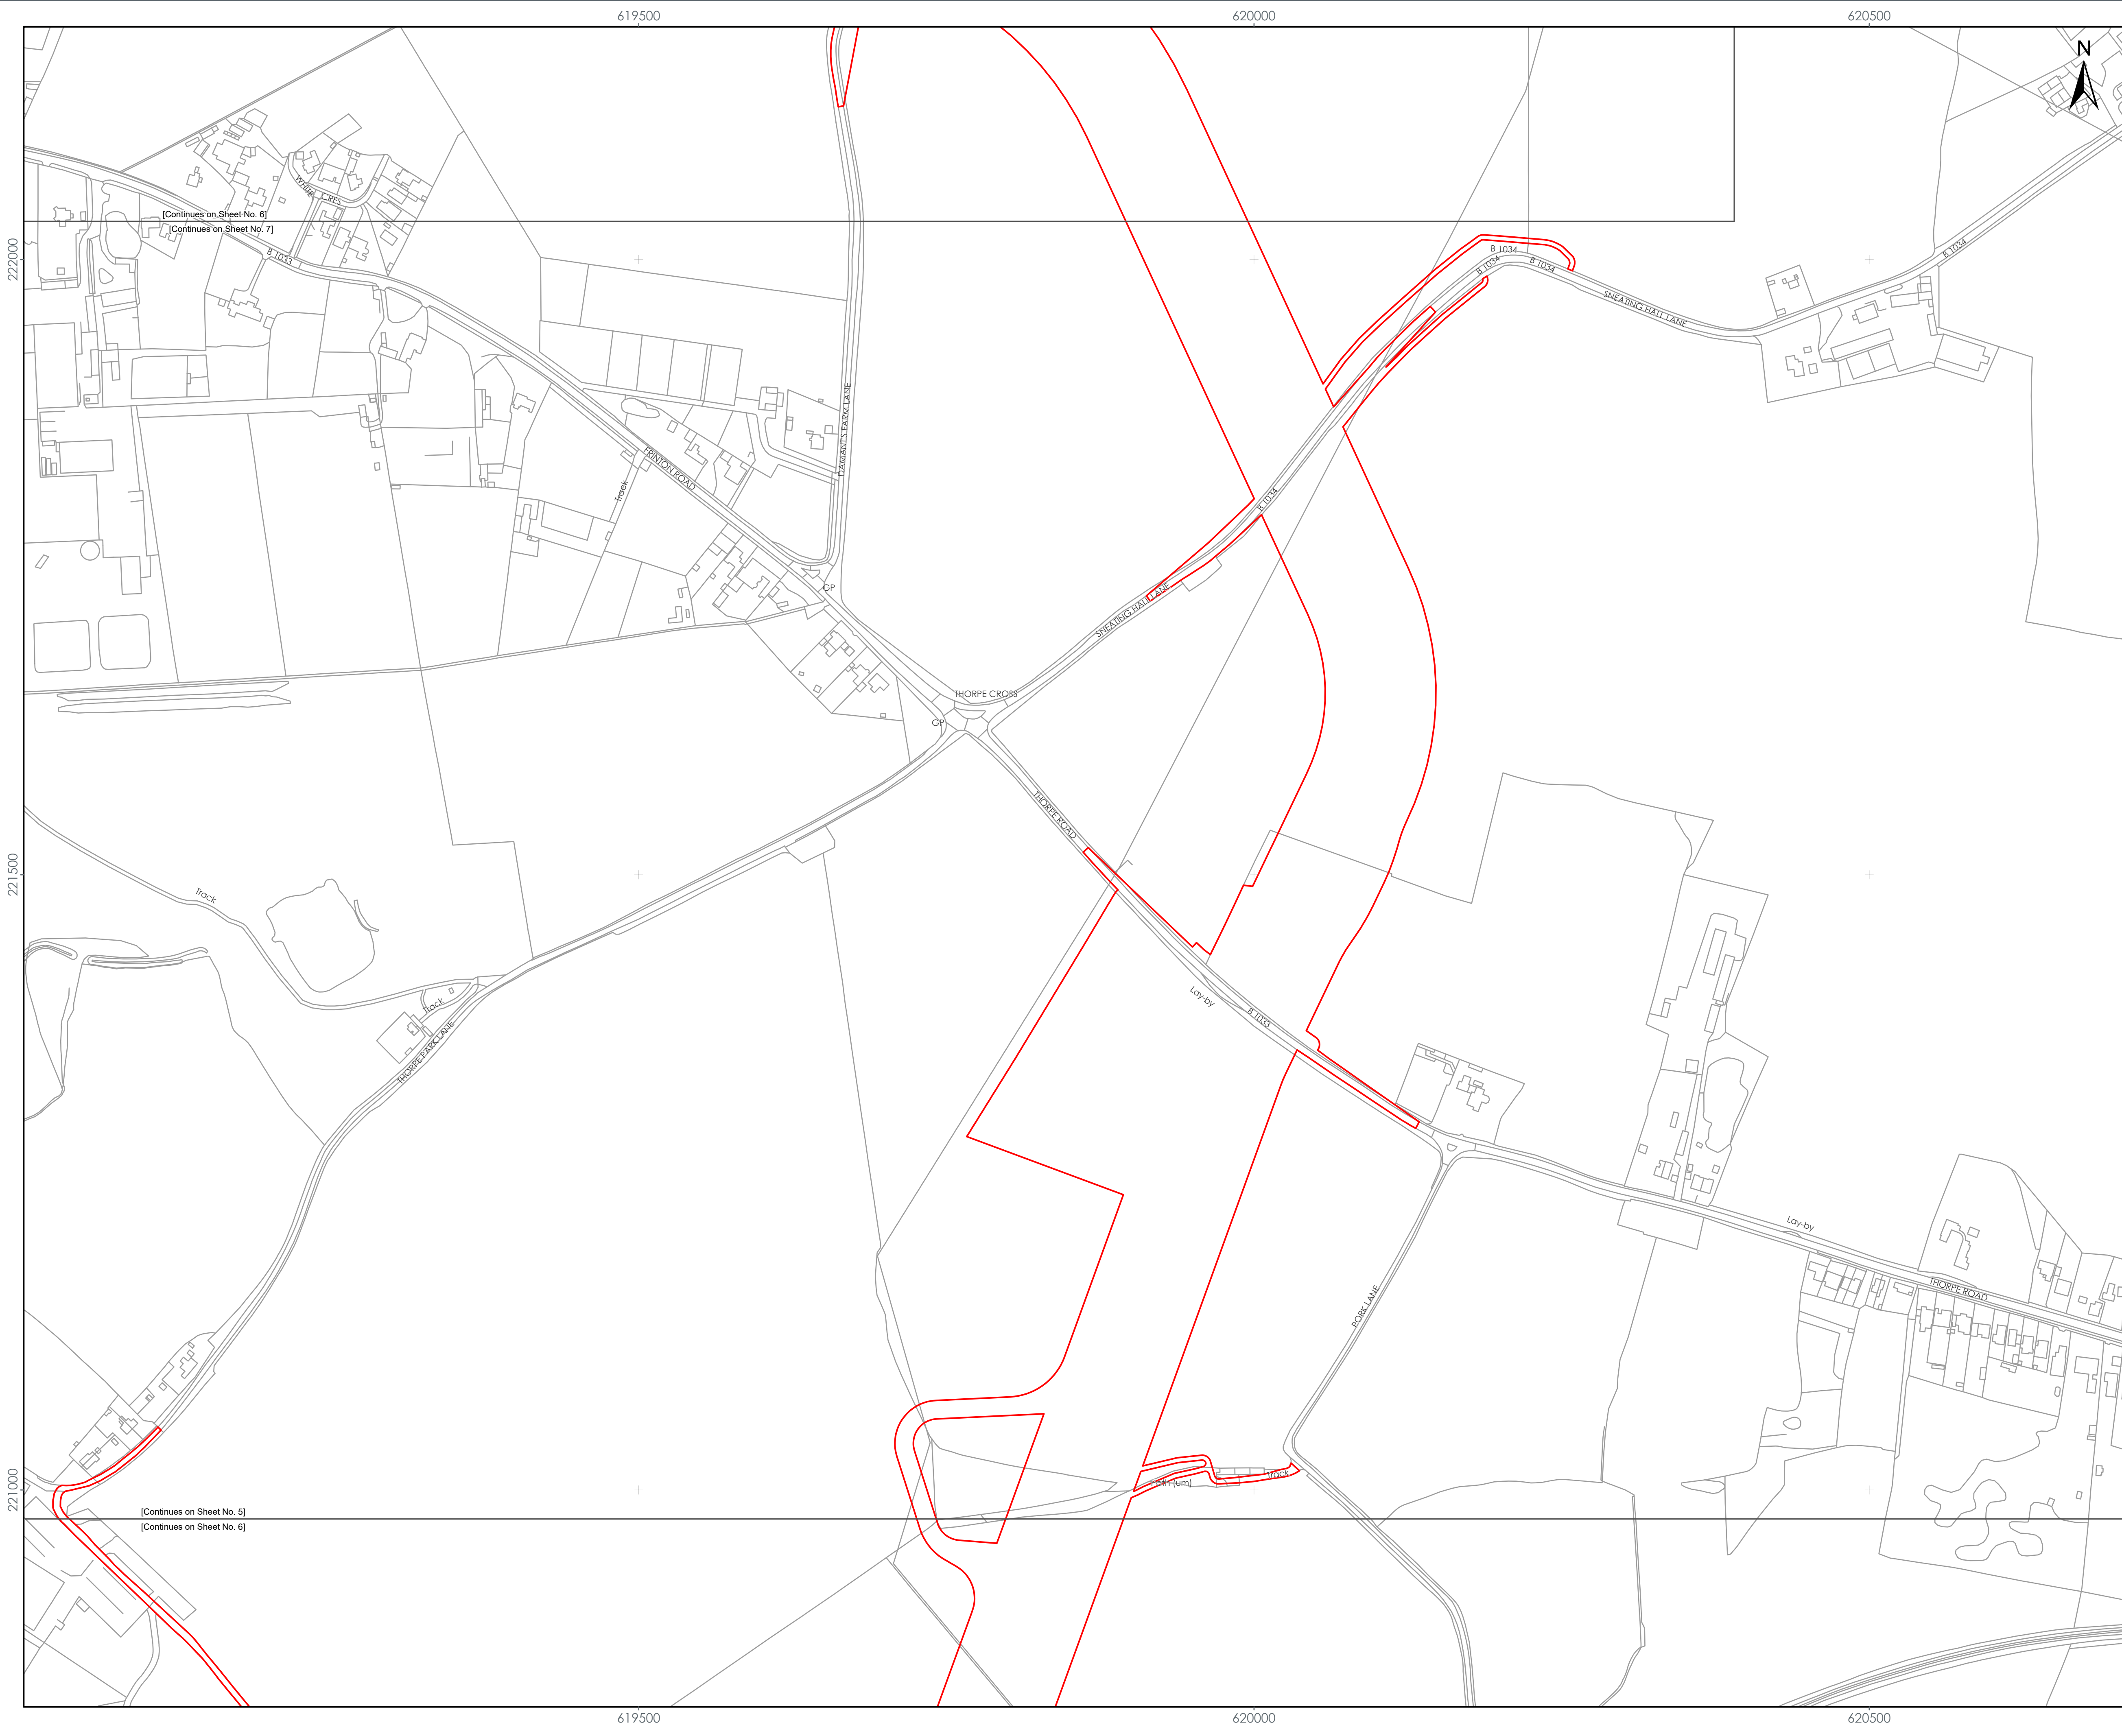 619500
620000
620500
N
WHITE CRES
[Continues on Sheet No. 6]
[Continues on Sheet No. 7]
222000
B 1033
B 1034
B 1034
B 1034
B 1034
SNEATING HALL LANE
DAMANTS FARM LANE
FRINTON ROAD
Track
B 1034
GP
SNEATING HALL LANE
THORPE CROSS
GP
THORPE ROAD
221500
Track
Lay-by
B 1033
Track
THORPE PARK LANE
Lay-by
THORPE ROAD
PORK LANE
Track
221000
[Continues on Sheet No. 5]
[Continues on Sheet No. 6]
619500
620000
620500